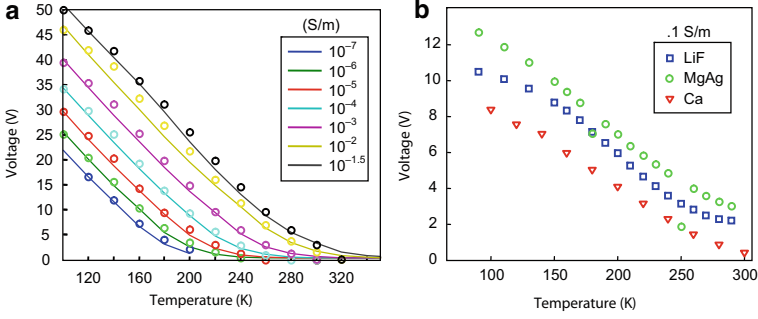 a
(S/m)
10⁻⁷
10⁻⁶
10⁻⁵
10⁻⁴
10⁻³
10⁻²
10⁻¹·⁵
50
45
40
35
30
25
20
15
10
5
0
Voltage (V)
120 160 200 240 280 320
Temperature (K)
b
.1 S/m
LiF
MgAg
Ca
12
10
8
6
4
2
0
Voltage (V)
100 150 200 250 300
Temperature (K)